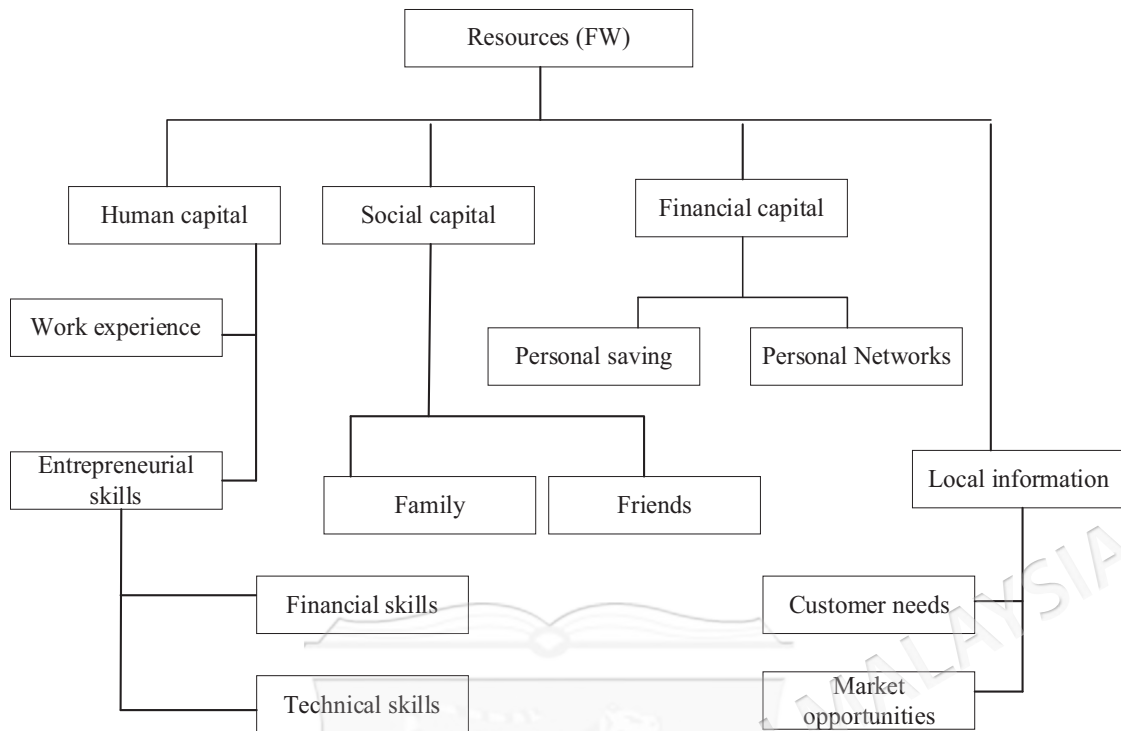 Resources (FW)
Human capital
Social capital
Financial capital
Work experience
Personal saving
Personal Networks
Entrepreneurial
skills
Family
Friends
Local information
Financial skills
Customer needs
Technical skills
Market
opportunities
MALAYSIA